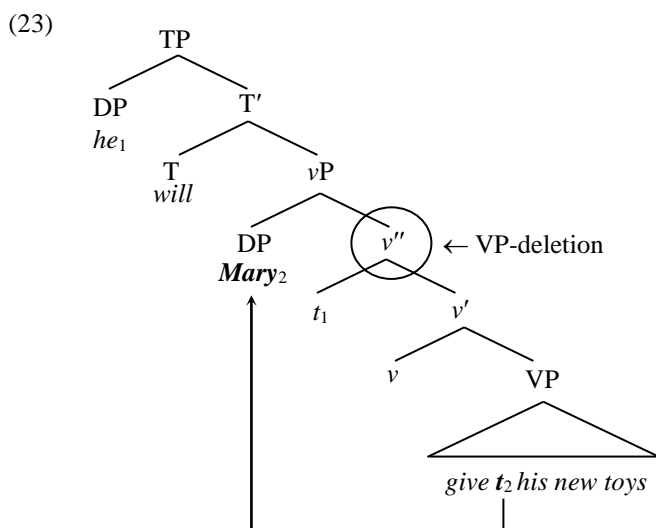 (23)
TP
DP T′
he₁
T vP
will
DP v″ ← VP-deletion
Mary₂
t₁ v′
v VP
give t₂ his new toys